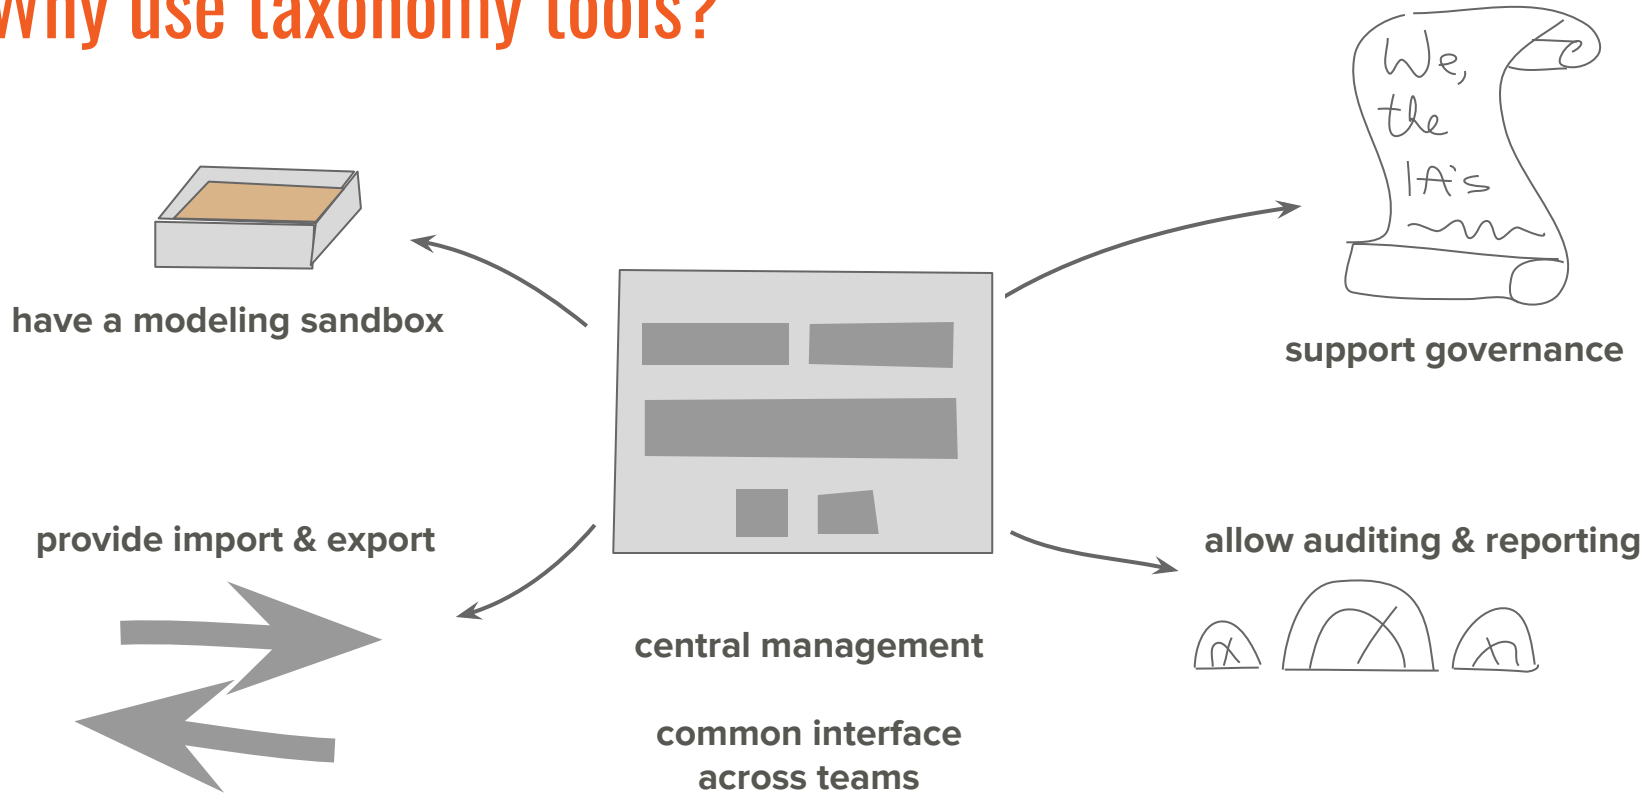 Why use taxonomy tools?
We,
the
IA's
have a modeling sandbox
support governance
provide import & export
allow auditing & reporting
central management
common interface
across teams